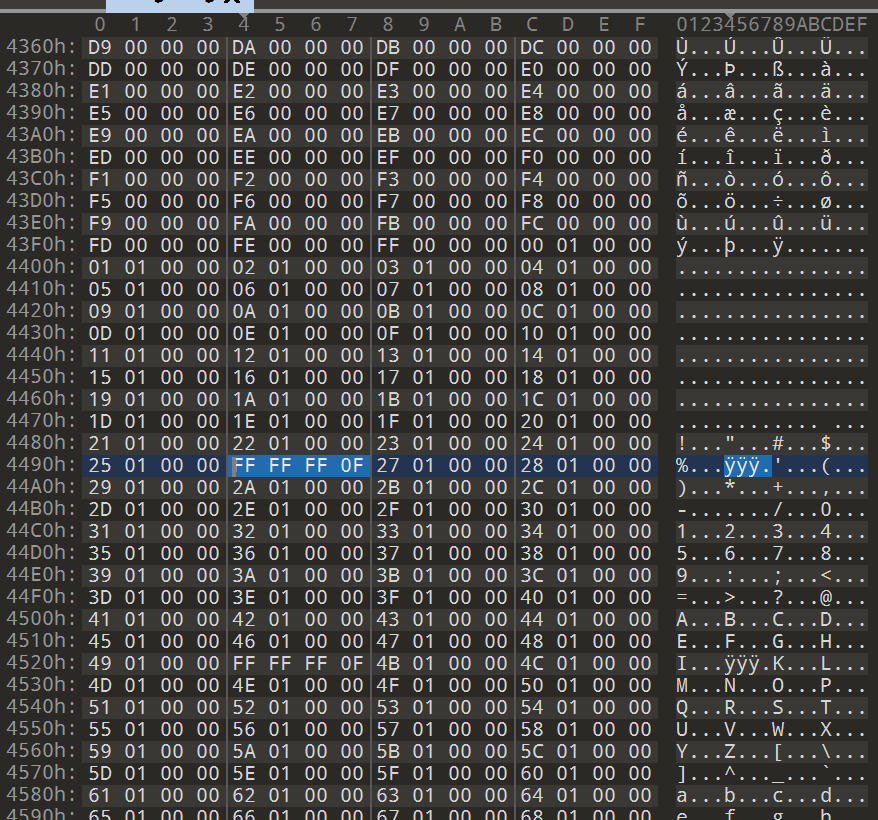 0 1 2 3 4 5 6 7 8 9 A B C D E F 0123456789ABCDEF
4360h: D9 00 00 00 DA 00 00 00 DB 00 00 00 DC 00 00 00 Ù...Ú...Û...Ü...
4370h: DD 00 00 00 DE 00 00 00 DF 00 00 00 E0 00 00 00 Ý...Þ...ß...à...
4380h: E1 00 00 00 E2 00 00 00 E3 00 00 00 E4 00 00 00 á...â...ã...ä...
4390h: E5 00 00 00 E6 00 00 00 E7 00 00 00 E8 00 00 00 å...æ...ç...è...
43A0h: E9 00 00 00 EA 00 00 00 EB 00 00 00 EC 00 00 00 é...ê...ë...ì...
43B0h: ED 00 00 00 EE 00 00 00 EF 00 00 00 F0 00 00 00 í...î...ï...ð...
43C0h: F1 00 00 00 F2 00 00 00 F3 00 00 00 F4 00 00 00 ñ...ò...ó...ô...
43D0h: F5 00 00 00 F6 00 00 00 F7 00 00 00 F8 00 00 00 õ...ö...÷...ø...
43E0h: F9 00 00 00 FA 00 00 00 FB 00 00 00 FC 00 00 00 ù...ú...û...ü...
43F0h: FD 00 00 00 FE 00 00 00 FF 00 00 00 00 01 00 00 ý...þ...ÿ.......
4400h: 01 01 00 00 02 01 00 00 03 01 00 00 04 01 00 00 ................
4410h: 05 01 00 00 06 01 00 00 07 01 00 00 08 01 00 00 ................
4420h: 09 01 00 00 0A 01 00 00 0B 01 00 00 0C 01 00 00 ................
4430h: 0D 01 00 00 0E 01 00 00 0F 01 00 00 10 01 00 00 ................
4440h: 11 01 00 00 12 01 00 00 13 01 00 00 14 01 00 00 ................
4450h: 15 01 00 00 16 01 00 00 17 01 00 00 18 01 00 00 ................
4460h: 19 01 00 00 1A 01 00 00 1B 01 00 00 1C 01 00 00 ................
4470h: 1D 01 00 00 1E 01 00 00 1F 01 00 00 20 01 00 00 ................
4480h: 21 01 00 00 22 01 00 00 23 01 00 00 24 01 00 00 !..."...#...$...
4490h: 25 01 00 00 FF FF FF 0F 27 01 00 00 28 01 00 00 %...ÿÿÿ.'...(...
44A0h: 29 01 00 00 2A 01 00 00 2B 01 00 00 2C 01 00 00 )...*...+...,...
44B0h: 2D 01 00 00 2E 01 00 00 2F 01 00 00 30 01 00 00 -......./...0...
44C0h: 31 01 00 00 32 01 00 00 33 01 00 00 34 01 00 00 1...2...3...4...
44D0h: 35 01 00 00 36 01 00 00 37 01 00 00 38 01 00 00 5...6...7...8...
44E0h: 39 01 00 00 3A 01 00 00 3B 01 00 00 3C 01 00 00 9...:...;...<...
44F0h: 3D 01 00 00 3E 01 00 00 3F 01 00 00 40 01 00 00 =...>...?...@...
4500h: 41 01 00 00 42 01 00 00 43 01 00 00 44 01 00 00 A...B...C...D...
4510h: 45 01 00 00 46 01 00 00 47 01 00 00 48 01 00 00 E...F...G...H...
4520h: 49 01 00 00 FF FF FF 0F 4B 01 00 00 4C 01 00 00 I...ÿÿÿ.K...L...
4530h: 4D 01 00 00 4E 01 00 00 4F 01 00 00 50 01 00 00 M...N...O...P...
4540h: 51 01 00 00 52 01 00 00 53 01 00 00 54 01 00 00 Q...R...S...T...
4550h: 55 01 00 00 56 01 00 00 57 01 00 00 58 01 00 00 U...V...W...X...
4560h: 59 01 00 00 5A 01 00 00 5B 01 00 00 5C 01 00 00 Y...Z...[...\...
4570h: 5D 01 00 00 5E 01 00 00 5F 01 00 00 60 01 00 00 ]...^..._...`...
4580h: 61 01 00 00 62 01 00 00 63 01 00 00 64 01 00 00 a...b...c...d...
4590h: 65 01 00 00 66 01 00 00 67 01 00 00 68 01 00 00 e...f...g...h...